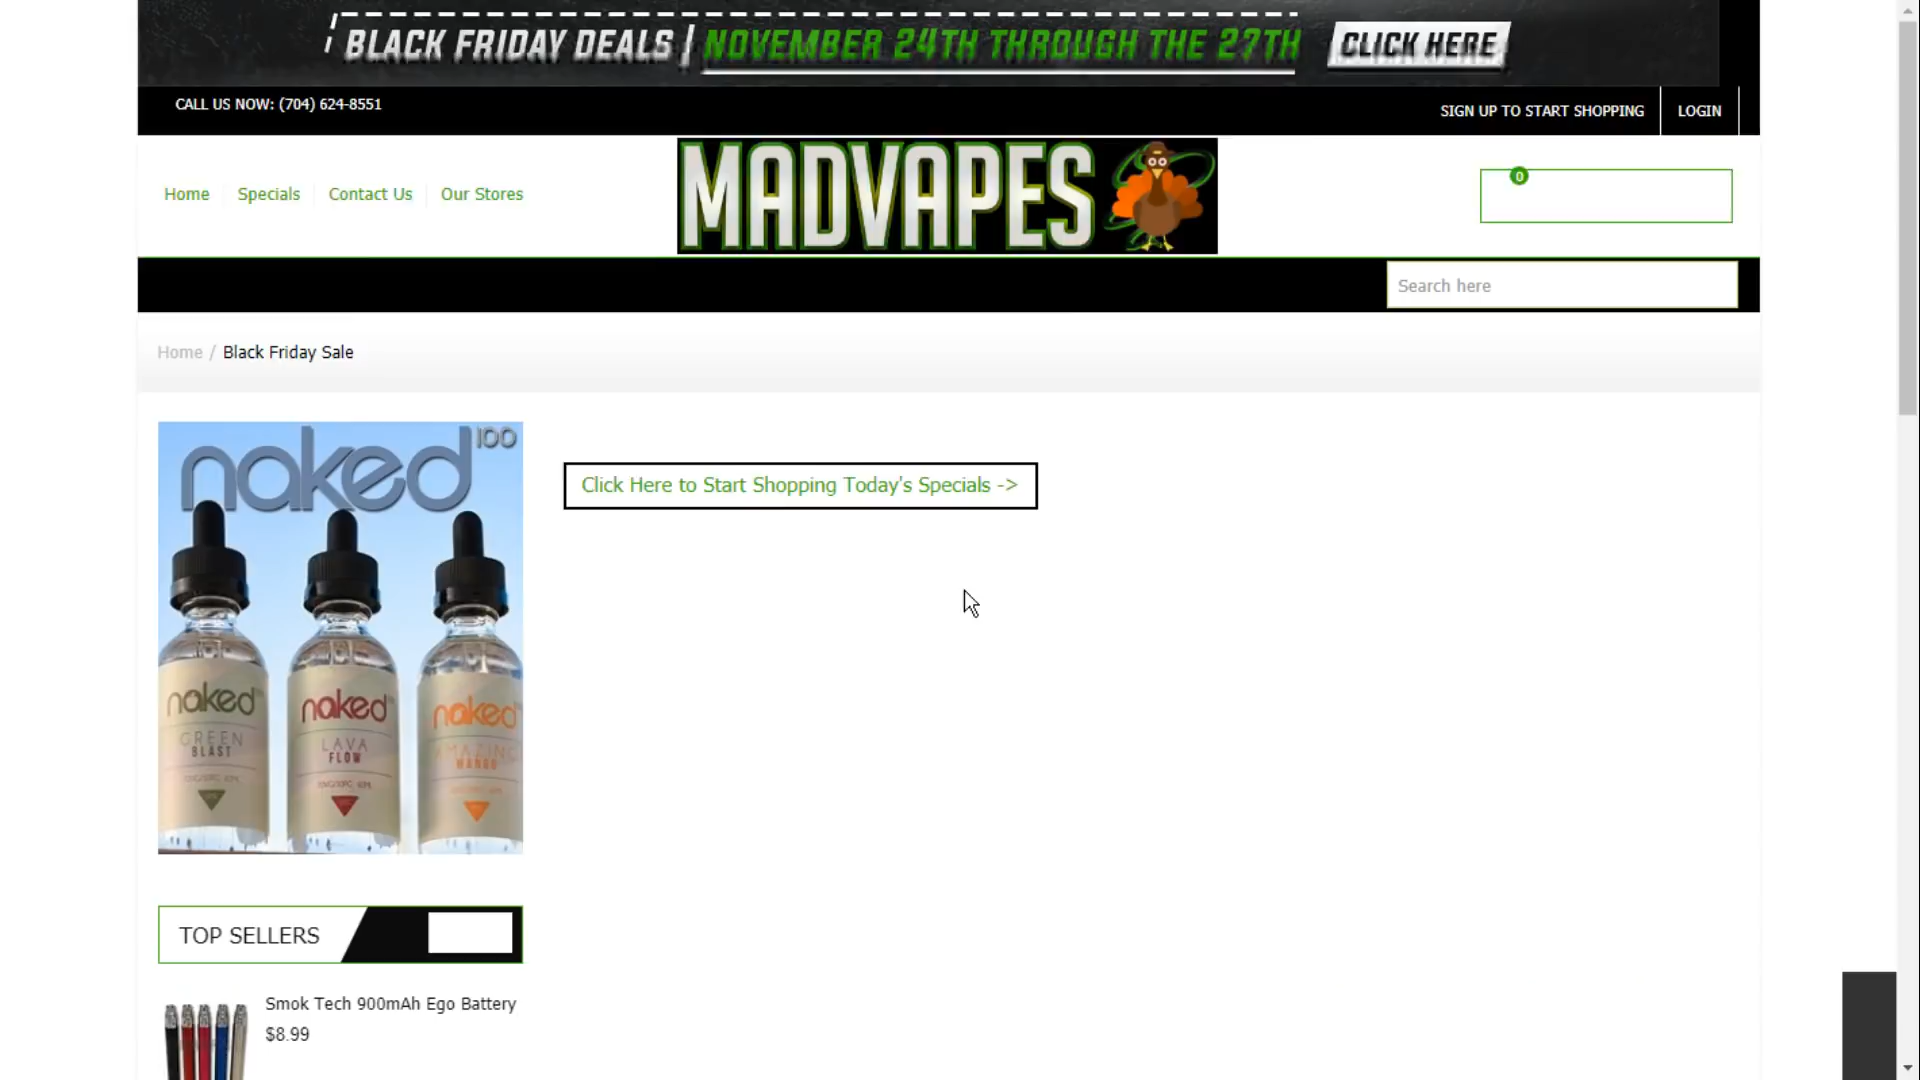 BLACK FRIDAY DEALS | NOVEMBER 24TH THROUGH THE 27TH CLICK HERE
CALL US NOW: (704) 624-8551
SIGN UP TO START SHOPPING LOGIN
MADVAPES
0
Home Specials Contact Us Our Stores
Search here
Home / Black Friday Sale
naked 100
Click Here to Start Shopping Today's Specials ->
naked
GREEN
BLAST
naked
LAVA
FLOW
naked
AMAZING
MANGO
TOP SELLERS
Smok Tech 900mAh Ego Battery
$8.99